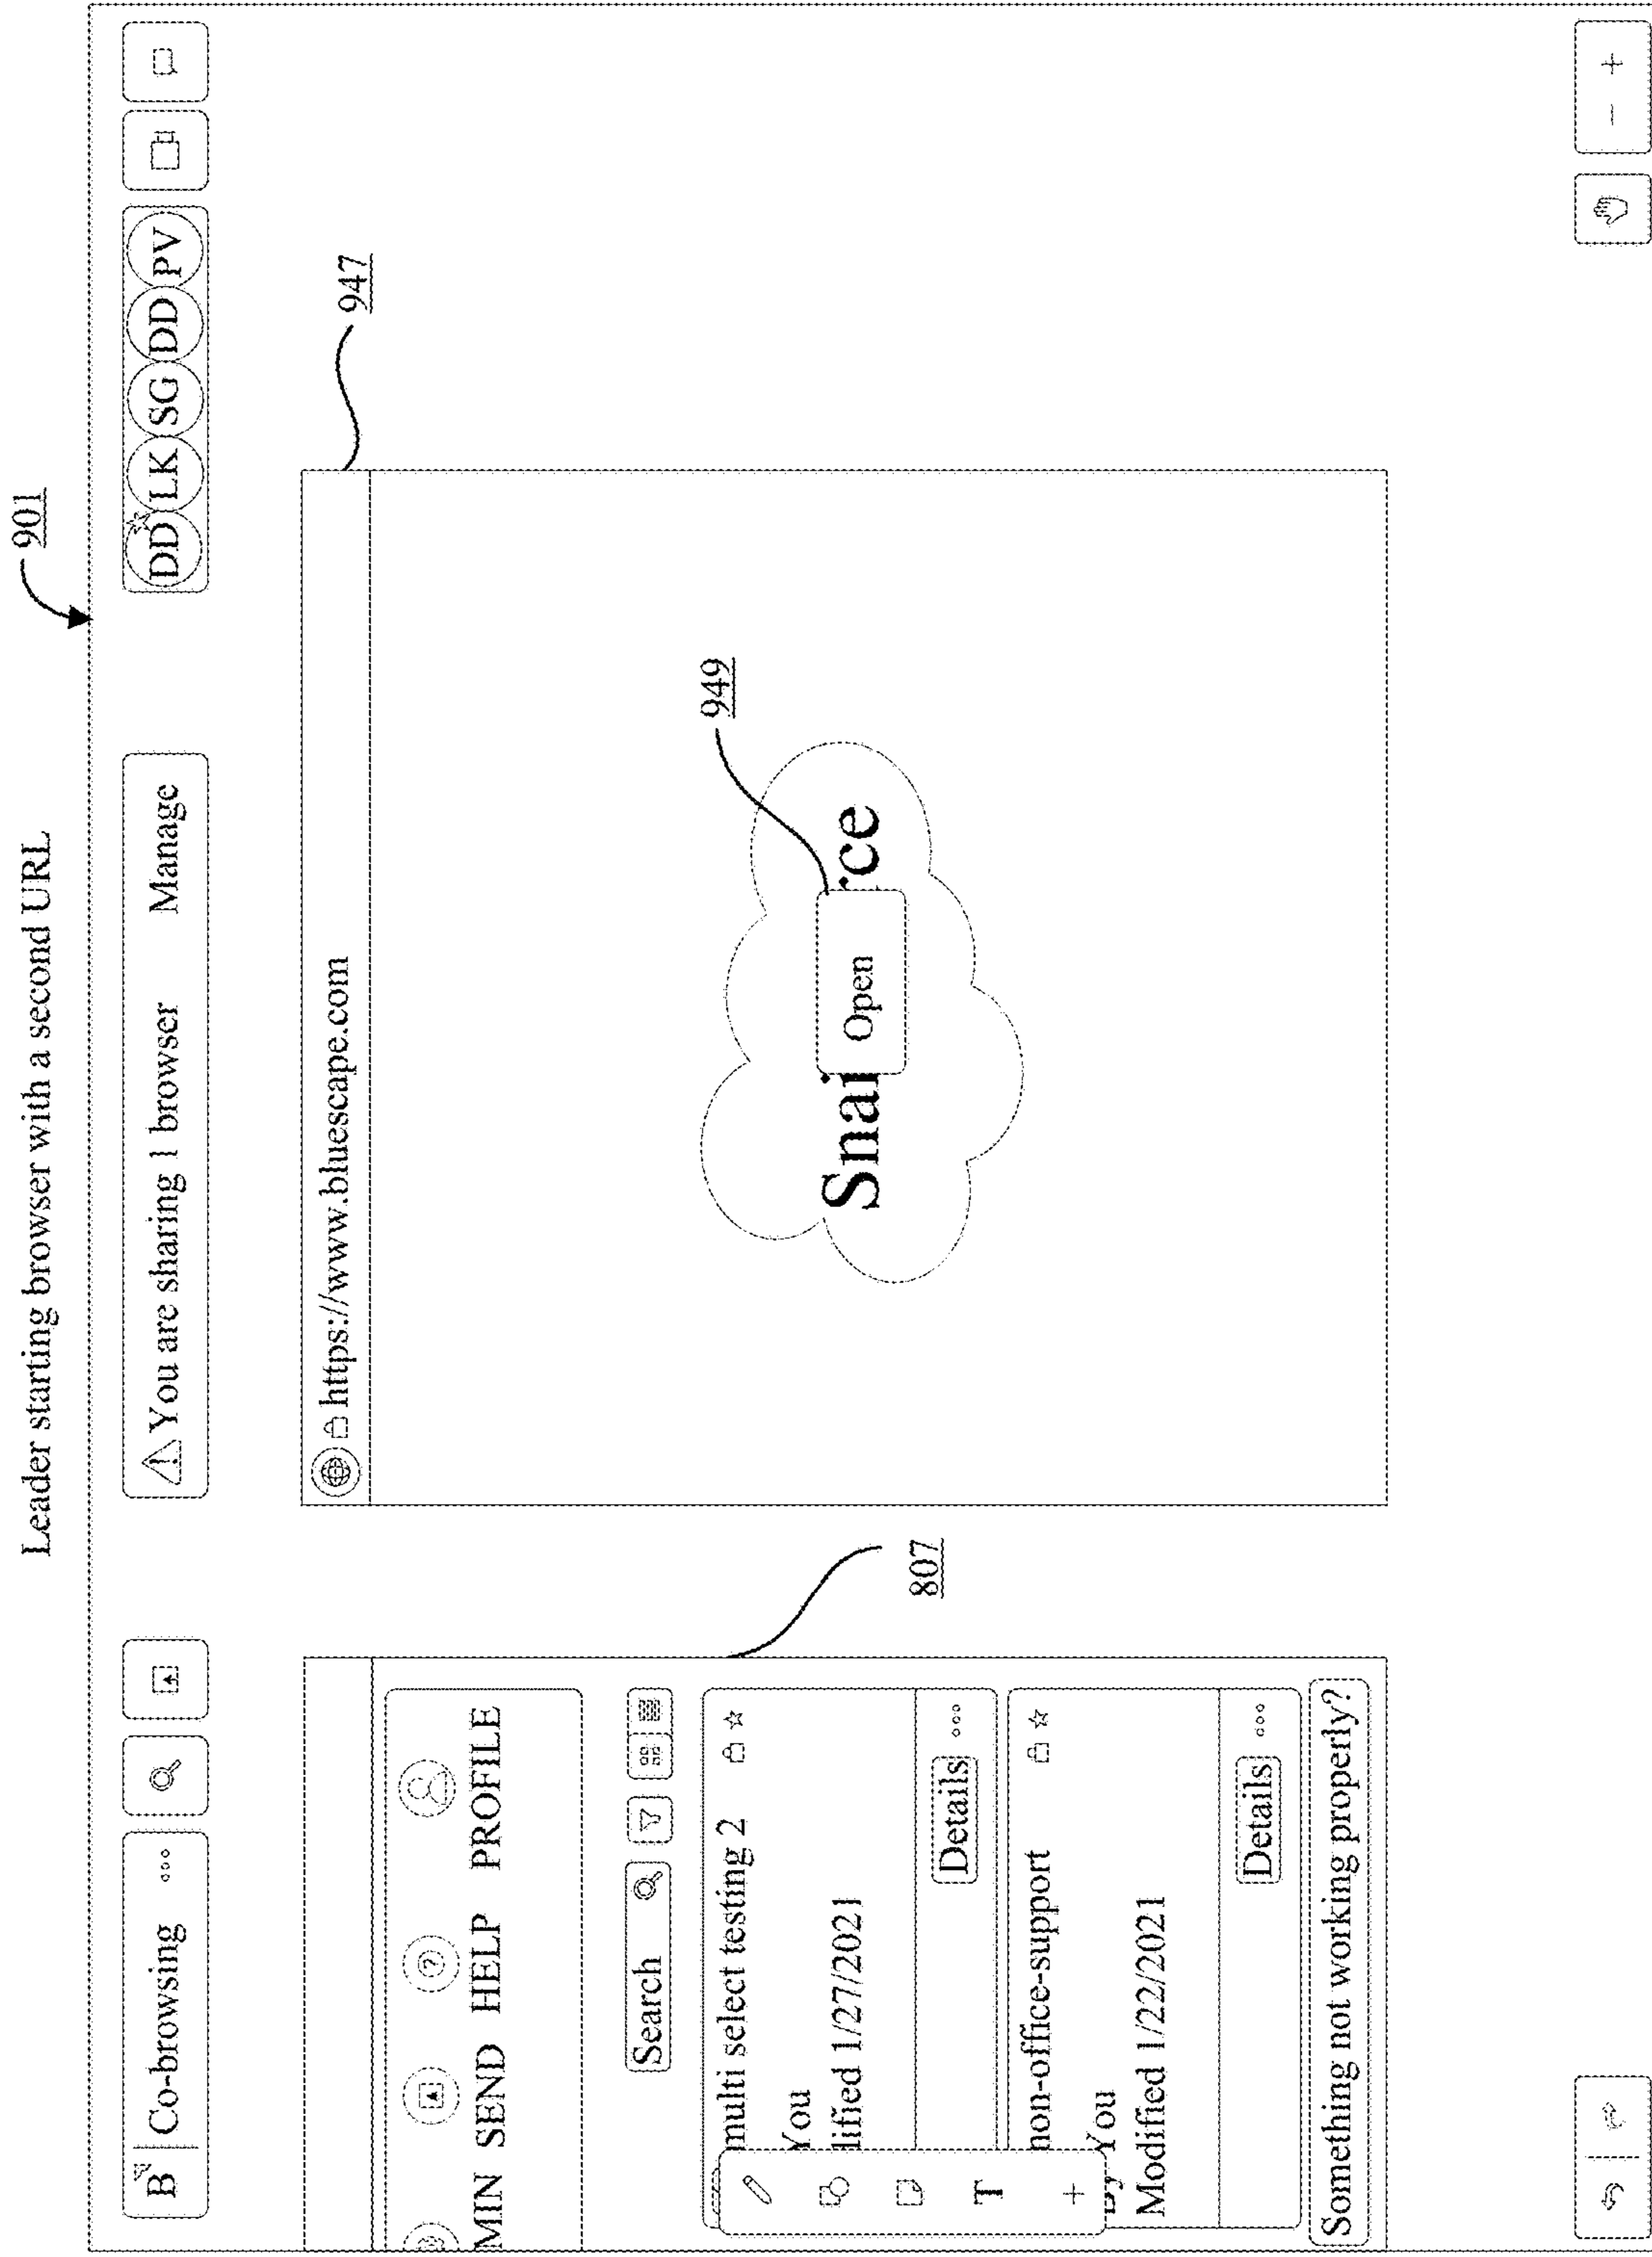 Leader starting browser with a second URL
901
B Co-browsing
You are sharing 1 browser Manage
DD LK SG DD PV
947
https://www.bluescape.com
MIN SEND HELP PROFILE
Search
multi select testing 2
You
lified 1/27/2021
Details
807
949
Open
rce
non-office-support
You
Modified 1/22/2021
Details
Something not working properly?
T